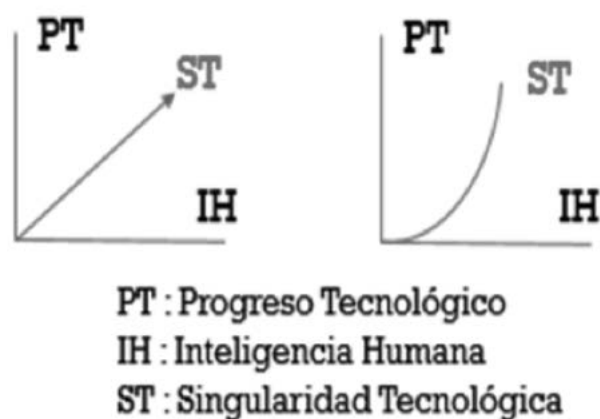 PT
ST
IH
PT
ST
IH
PT : Progreso Tecnológico
IH : Inteligencia Humana
ST : Singularidad Tecnológica